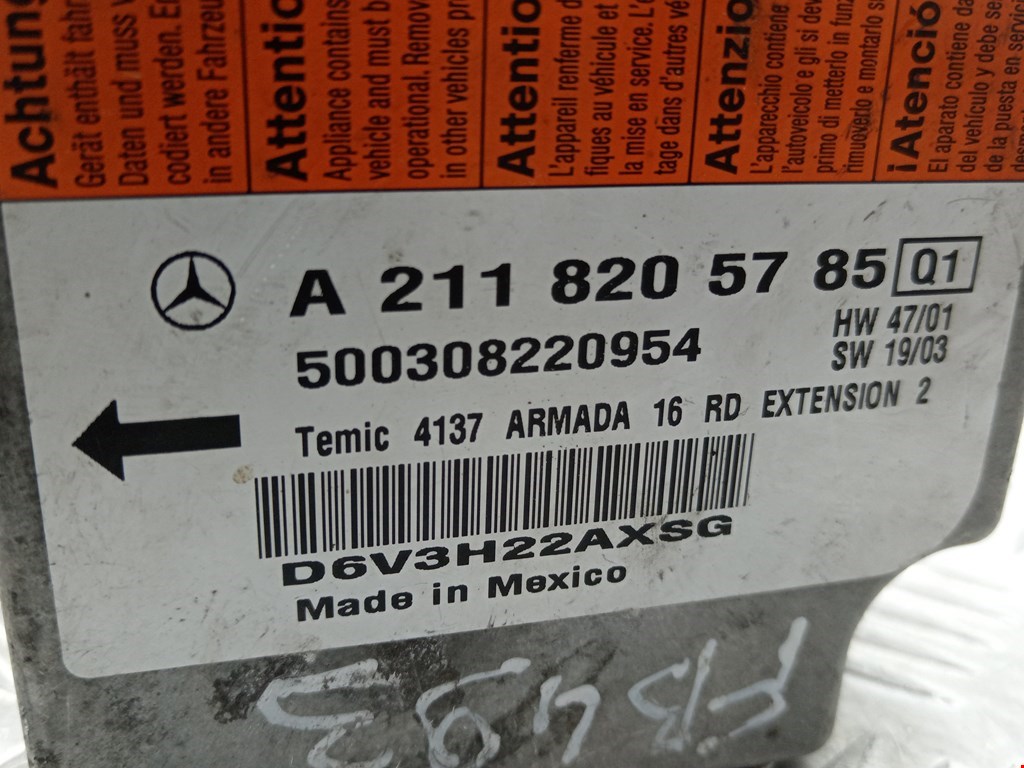 Achtung
Gerät enthält fahr
Daten und muss v
codiert werden. Er
in andere Fahrzeu
Attentio
Appliance contains
vehicle and must b
operational. Remov
in other vehicles pr
Attentio
L'appareil renferme d
fiques au véhicule et
la mise en service. L'e
tage dans d'autres vé
Attenzio
L'apparecchio contiene
l'autoveicolo e gli si dev
primo di metterlo in funz
rimuoverlo e montarlo su
¡Atenció
El aparato contiene da
del vehículo y debe se
de la puesta en servici
A 211 820 57 85 Q1
HW 47/01
500308220954
SW 19/03
Temic 4137 ARMADA 16 RD EXTENSION 2
D6V3H22AXSG
Made in Mexico